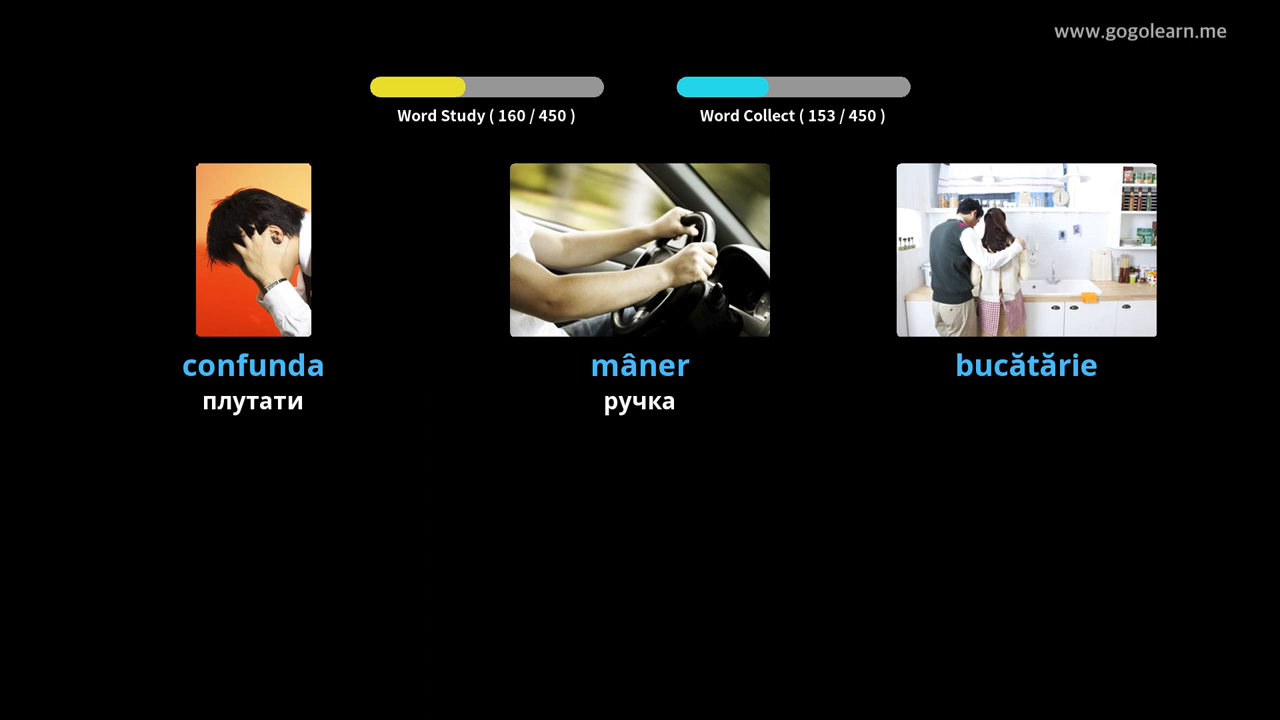 www.gogolearn.me
Word Study ( 160 / 450 )
Word Collect ( 153 / 450 )
confunda
плутати
mâner
ручка
bucătărie